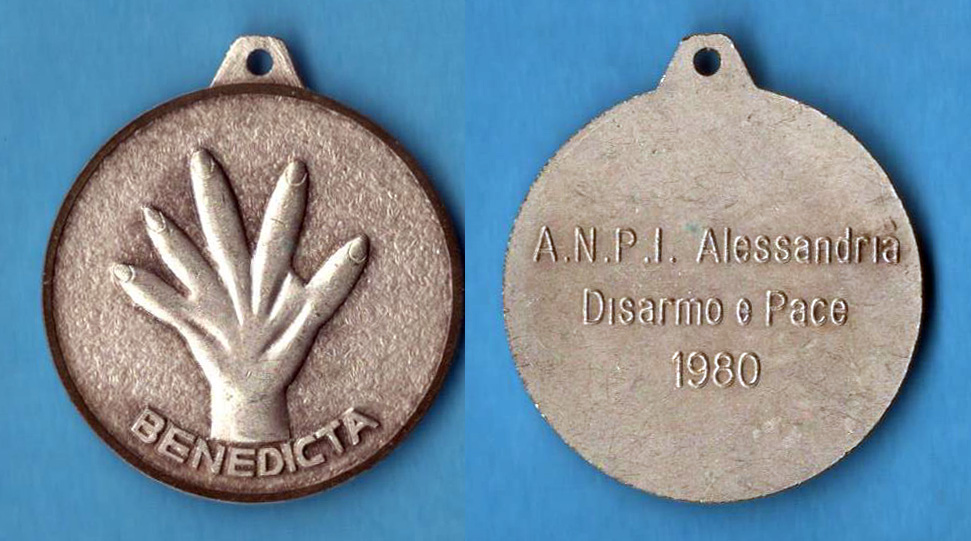 BENEDICTA
A.N.P.I. Alessandria
Disarmo e Pace
1980